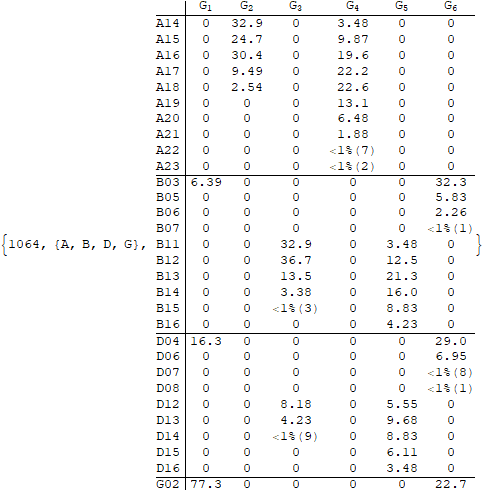 G1 G2 G3 G4 G5 G6
A14 0 32.9 0 3.48 0 0
A15 0 24.7 0 9.87 0 0
A16 0 30.4 0 19.6 0 0
A17 0 9.49 0 22.2 0 0
A18 0 2.54 0 22.6 0 0
A19 0 0 0 13.1 0 0
A20 0 0 0 6.48 0 0
A21 0 0 0 1.88 0 0
A22 0 0 0 <1%(7) 0 0
A23 0 0 0 <1%(2) 0 0
B03 6.39 0 0 0 0 32.3
B05 0 0 0 0 0 5.83
B06 0 0 0 0 0 2.26
B07 0 0 0 0 0 <1%(1)
{1064, {A, B, D, G}, B11 0 0 32.9 0 3.48 0 }
B12 0 0 36.7 0 12.5 0
B13 0 0 13.5 0 21.3 0
B14 0 0 3.38 0 16.0 0
B15 0 0 <1%(3) 0 8.83 0
B16 0 0 0 0 4.23 0
D04 16.3 0 0 0 0 29.0
D06 0 0 0 0 0 6.95
D07 0 0 0 0 0 <1%(8)
D08 0 0 0 0 0 <1%(1)
D12 0 0 8.18 0 5.55 0
D13 0 0 4.23 0 9.68 0
D14 0 0 <1%(9) 0 8.83 0
D15 0 0 0 0 6.11 0
D16 0 0 0 0 3.48 0
G02 77.3 0 0 0 0 22.7